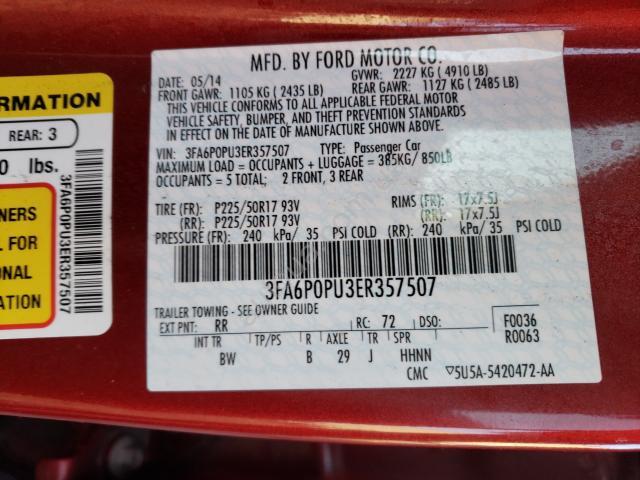 ORMATION
REAR: 3
0 lbs.
NERS
L FOR
ONAL
NG
3FA6P0PU3ER357507
MFD. BY FORD MOTOR CO.
DATE: 05/14 GVWR: 2227 KG ( 4910 LB)
FRONT GAWR: 1105 KG ( 2435 LB) REAR GAWR: 1127 KG ( 2485 LB)
THIS VEHICLE CONFORMS TO ALL APPLICABLE FEDERAL MOTOR
VEHICLE SAFETY, BUMPER, AND THEFT PREVENTION STANDARDS
IN EFFECT ON THE DATE OF MANUFACTURE SHOWN ABOVE.
VIN: 3FA6P0PU3ER357507 TYPE: Passenger Car
MAXIMUM LOAD = OCCUPANTS + LUGGAGE = 385KG/ 850LB
OCCUPANTS = 5 TOTAL; 2 FRONT, 3 REAR
TIRE (FR): P225/50R17 93V RIMS (FR): 17x7.5J
(RR): P225/50R17 93V (RR): 17x7.5J
PRESSURE (FR): 240 kPa/ 35 PSI COLD (RR): 240 kPa/ 35 PSI COLD
3FA6P0PU3ER357507
TRAILER TOWING - SEE OWNER GUIDE
EXT PNT: RR RC: 72 DSO: F0036
INT TR TP/PS R AXLE TR SPR R0063
BW B 29 J HHNN
CMC ▽5U5A-5420472-AA